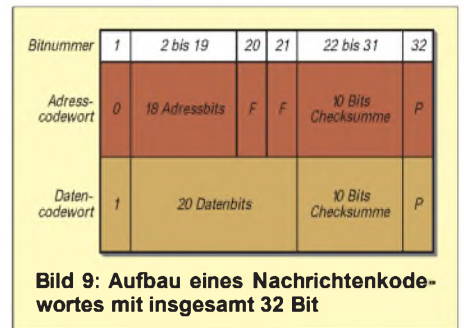 Bitnummer 1 2 bis 19 20 21 22 bis 31 32
Adress-
codewort 0 18 Adressbits F F 10 Bits
Checksumme P
Daten-
codewort 1 20 Datenbits 10 Bits
Checksumme P
Bild 9: Aufbau eines Nachrichtenkode-
wortes mit insgesamt 32 Bit